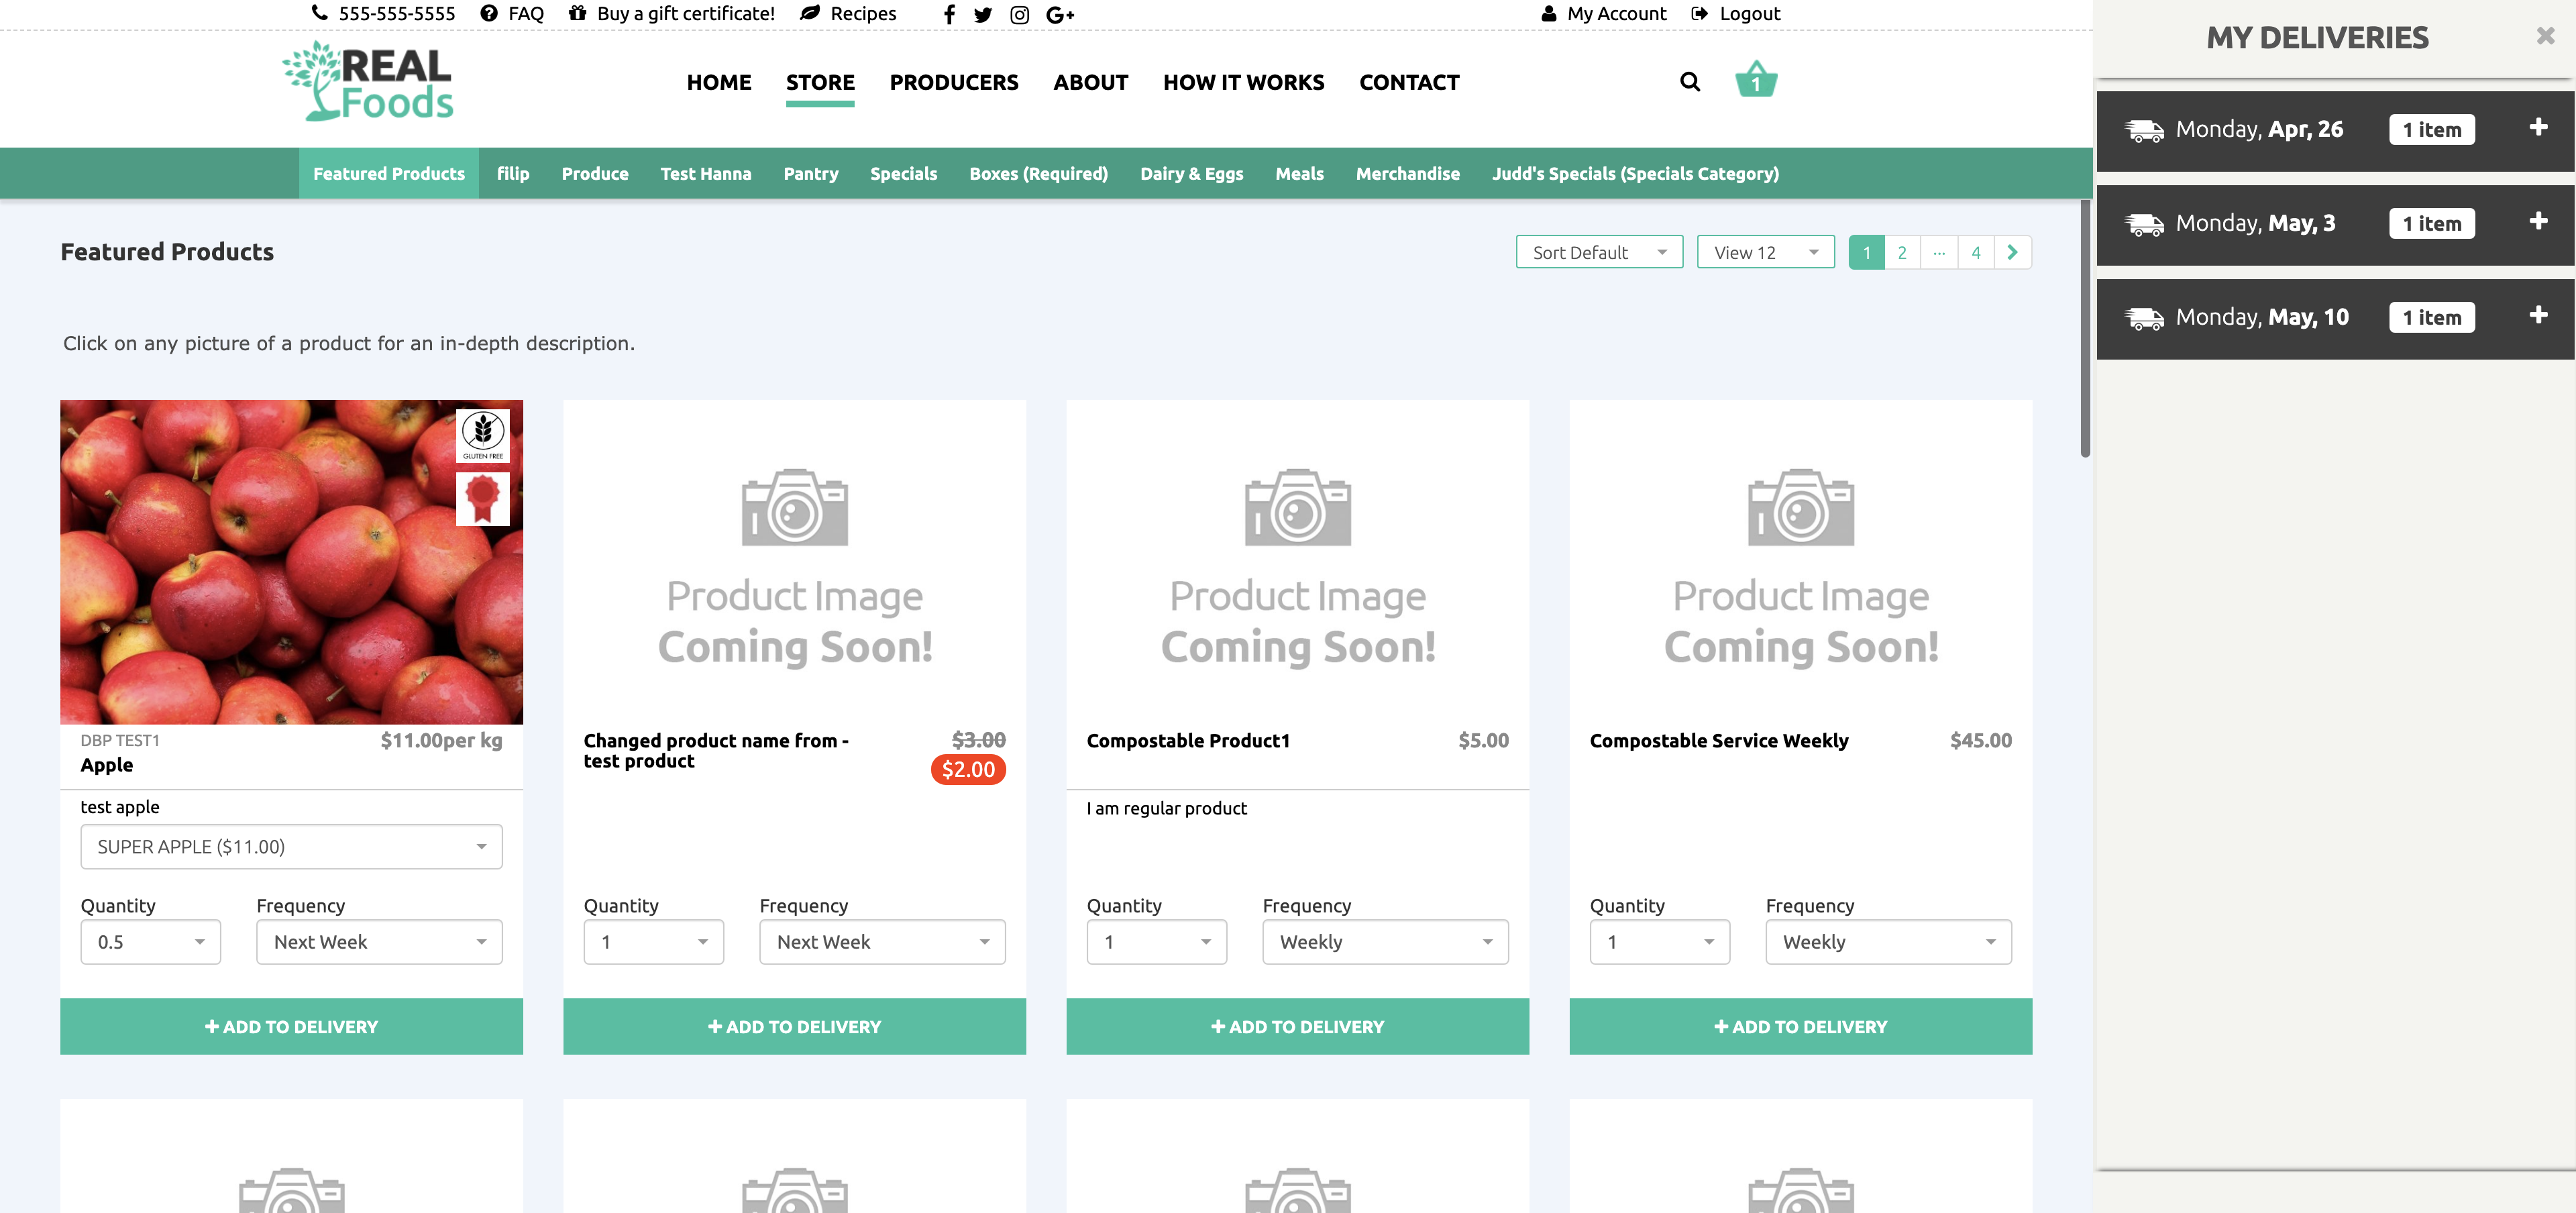 555-555-5555 FAQ Buy a gift certificate! Recipes My Account Logout
REAL
Foods
HOME STORE PRODUCERS ABOUT HOW IT WORKS CONTACT 1
Featured Products filip Produce Test Hanna Pantry Specials Boxes (Required) Dairy & Eggs Meals Merchandise Judd's Specials (Specials Category)
Featured Products
Sort Default View 12 1 2 ... 4
Click on any picture of a product for an in-depth description.
GLUTEN FREE
DBP TEST1 $11.00per kg
Apple
test apple
SUPER APPLE ($11.00)
Quantity Frequency
0.5 Next Week
+ ADD TO DELIVERY
Product Image
Coming Soon!
Changed product name from - $3.00
test product $2.00
Quantity Frequency
1 Next Week
+ ADD TO DELIVERY
Product Image
Coming Soon!
Compostable Product1 $5.00
I am regular product
Quantity Frequency
1 Weekly
+ ADD TO DELIVERY
Product Image
Coming Soon!
Compostable Service Weekly $45.00
Quantity Frequency
1 Weekly
+ ADD TO DELIVERY
MY DELIVERIES
Monday, Apr, 26 1 item +
Monday, May, 3 1 item +
Monday, May, 10 1 item +